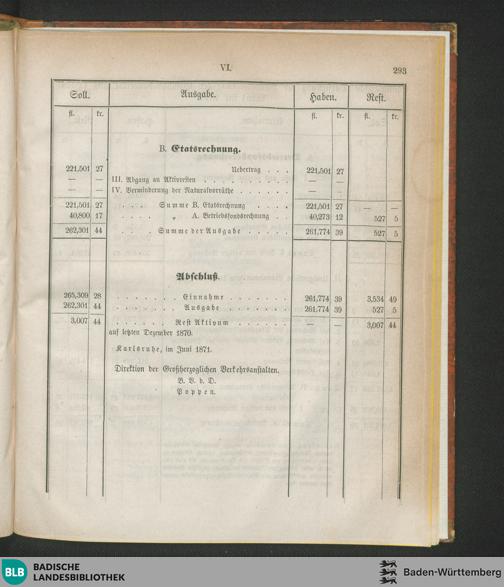 VI.
293
Soll. Ausgabe. Haben. Rest.
fl. kr. fl. kr. fl. kr.
B. Etatsrechnung.
221,501 27 Uebertrag . . . 221,501 27
— — III. Abgang an Aktivresten . . . . . . . . . — —
— — IV. Verminderung der Naturalvorräthe . . . . . — —
221,501 27 . . . . Summe B. Etatsrechnung . . . . . 221,501 27 — —
40,800 17 . . . . „ A. Betriebsfondsrechnung . . . 40,273 12 527 5
262,301 44 . . . . Summe der Ausgabe . . . . . 261,774 39 527 5
Abschluß.
265,309 28 . . . . . . . Einnahme . . . . . . 261,774 39 3,534 49
262,301 44 . . . . . . . Ausgabe . . . . . . 261,774 39 527 5
3,007 44 . . . . . . Rest Aktivum . . . . . . — — 3,007 44
auf letzten Dezember 1870.
Karlsruhe, im Juni 1871.
Direktion der Großherzoglichen Verkehrsanstalten.
B. B. d. D.
Poppen.
BLB BADISCHE
LANDESBIBLIOTHEK
Baden-Württemberg